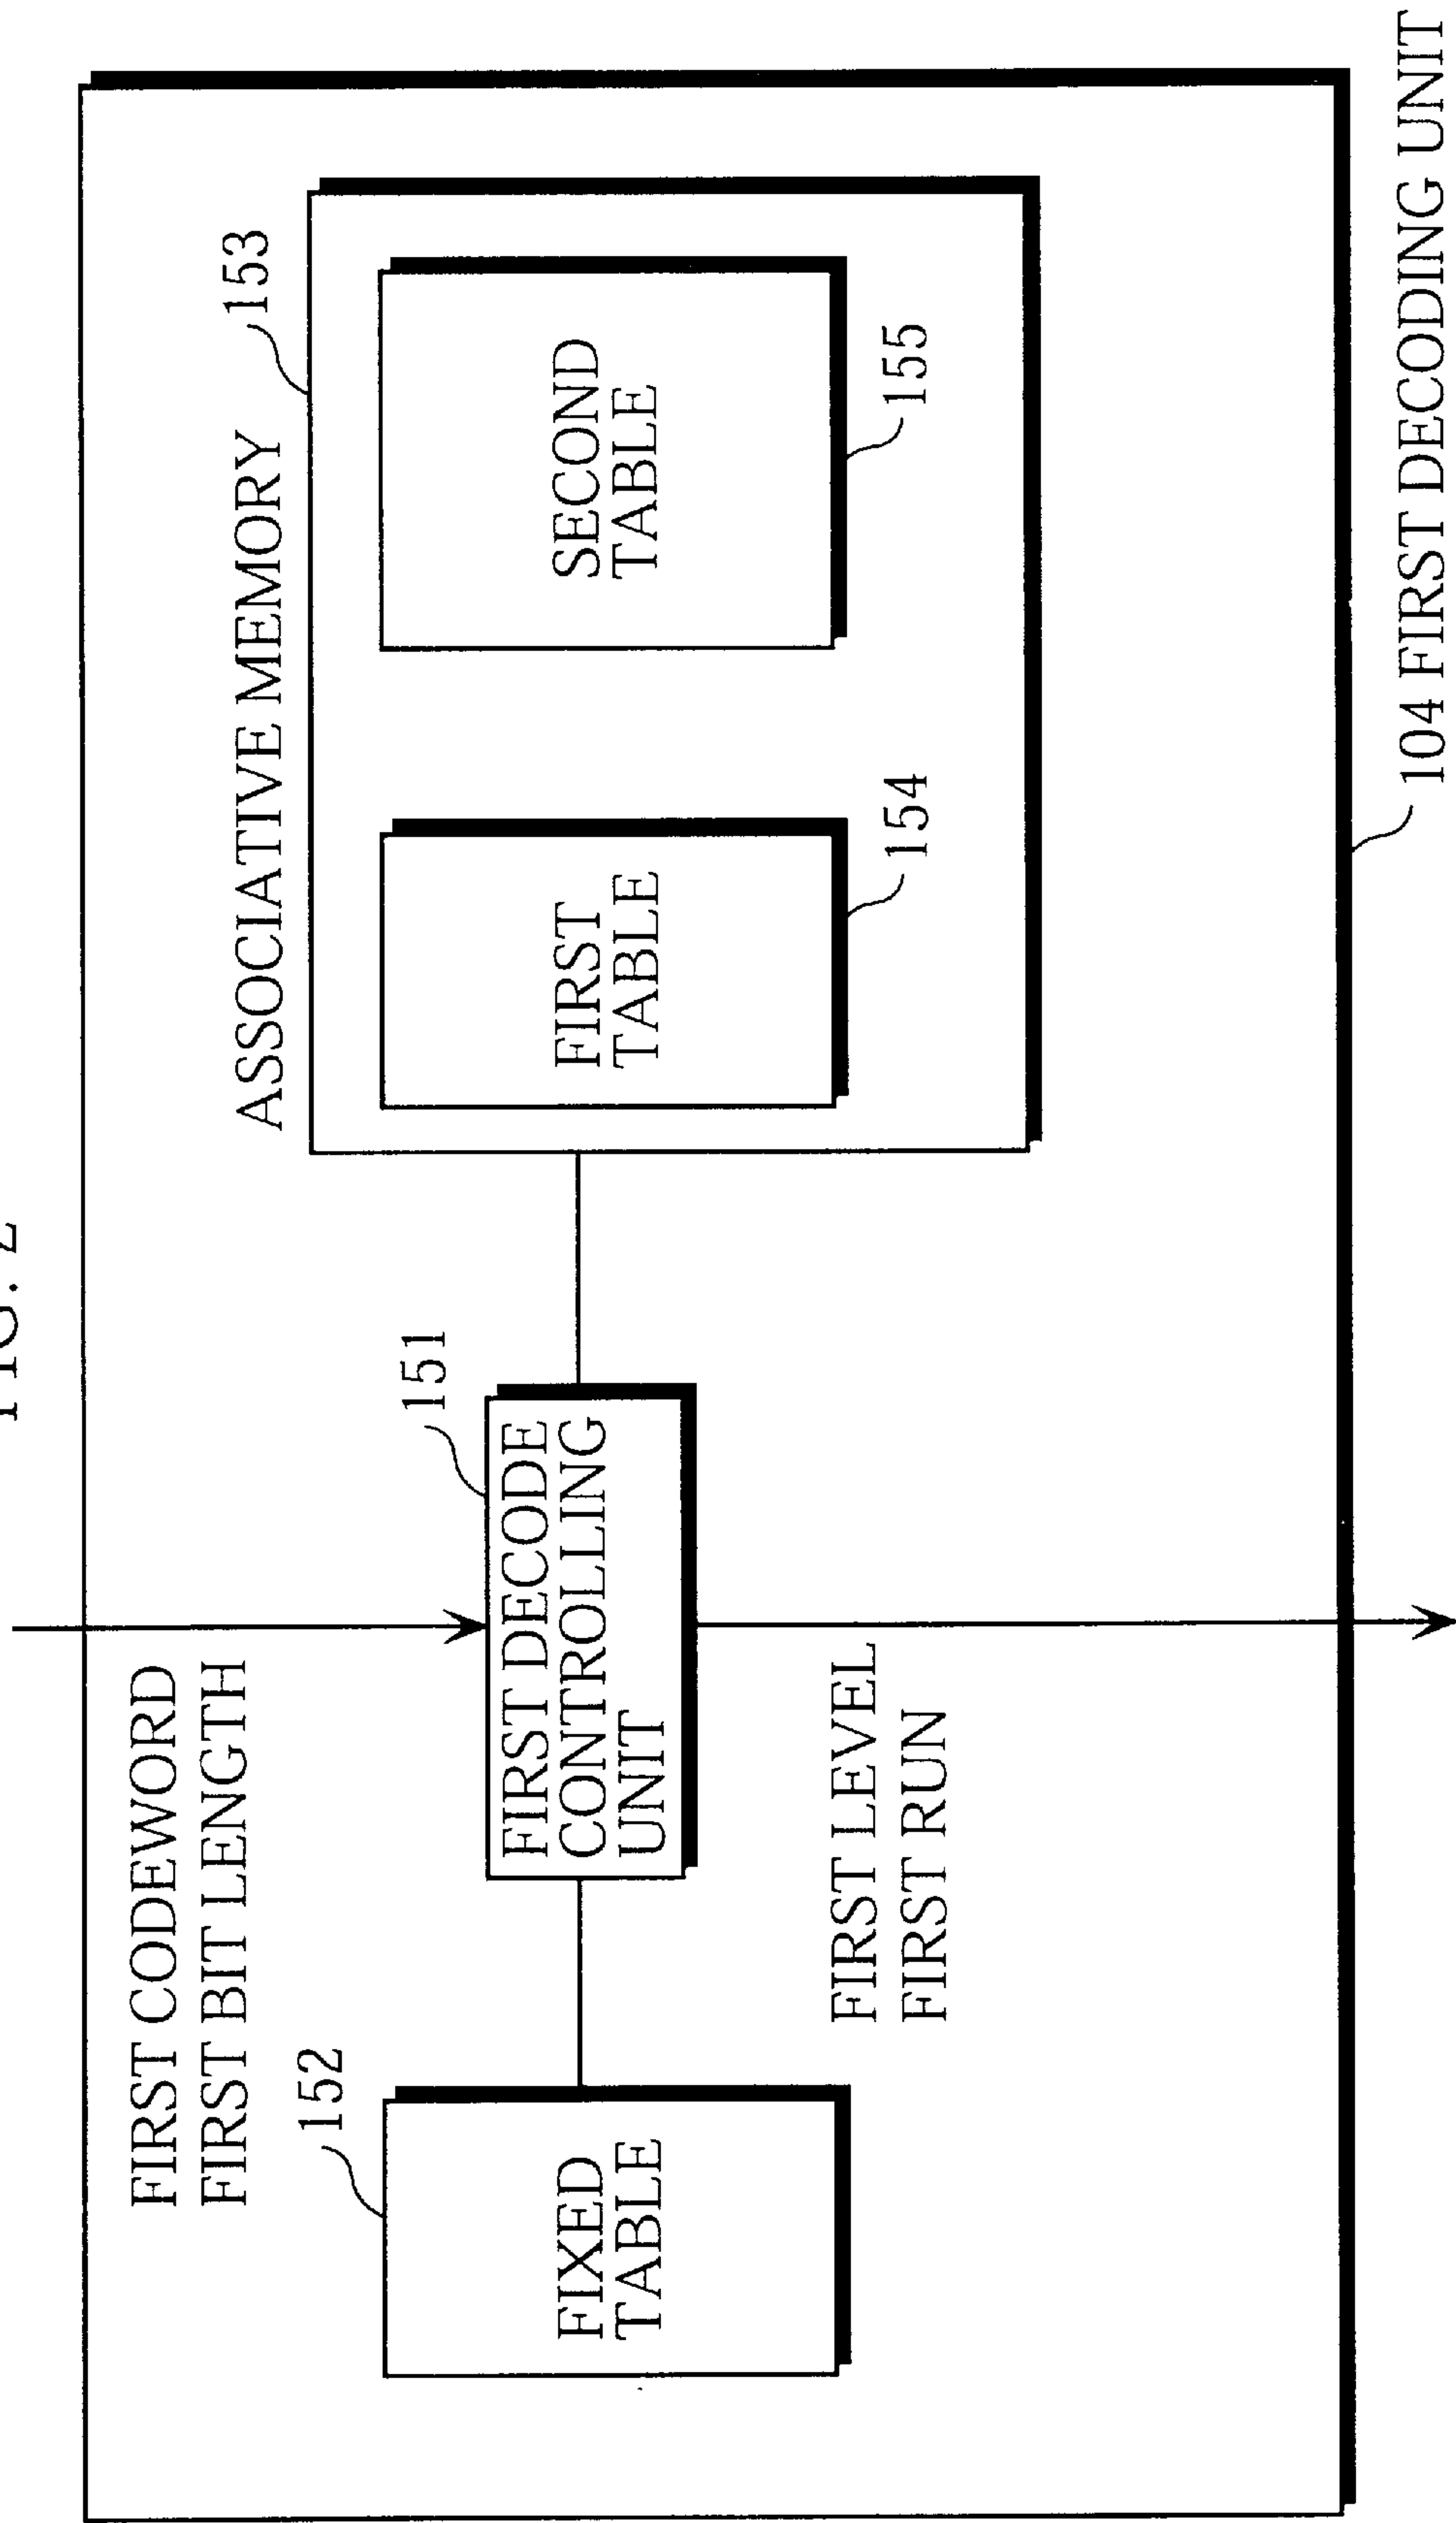 FIG. 2
FIRST CODEWORD
FIRST BIT LENGTH
152
FIXED
TABLE
151
FIRST DECODE
CONTROLLING
UNIT
FIRST LEVEL
FIRST RUN
ASSOCIATIVE MEMORY
153
FIRST
TABLE
154
SECOND
TABLE
155
104 FIRST DECODING UNIT